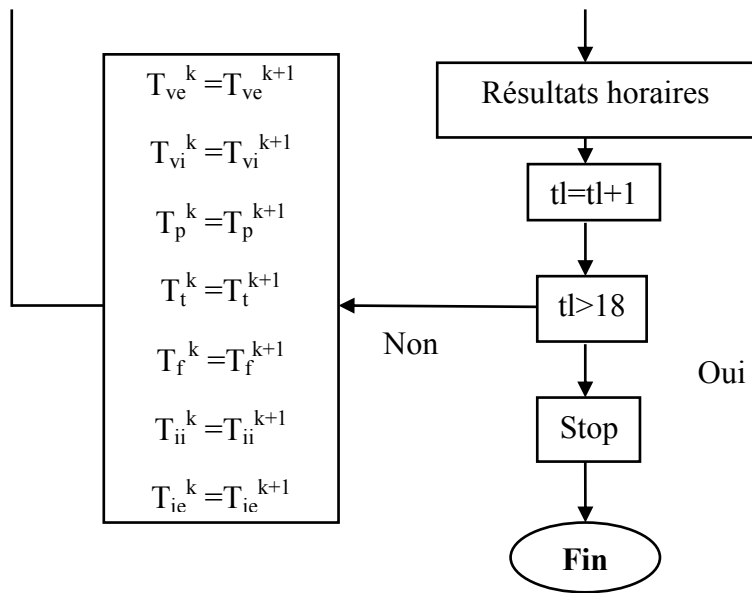 T_ve^k =T_ve^k+1
T_vi^k =T_vi^k+1
T_p^k =T_p^k+1
T_t^k =T_t^k+1
T_f^k =T_f^k+1
T_ii^k =T_ii^k+1
T_ie^k =T_ie^k+1
Résultats horaires
tl=tl+1
tl>18
Non
Oui
Stop
Fin